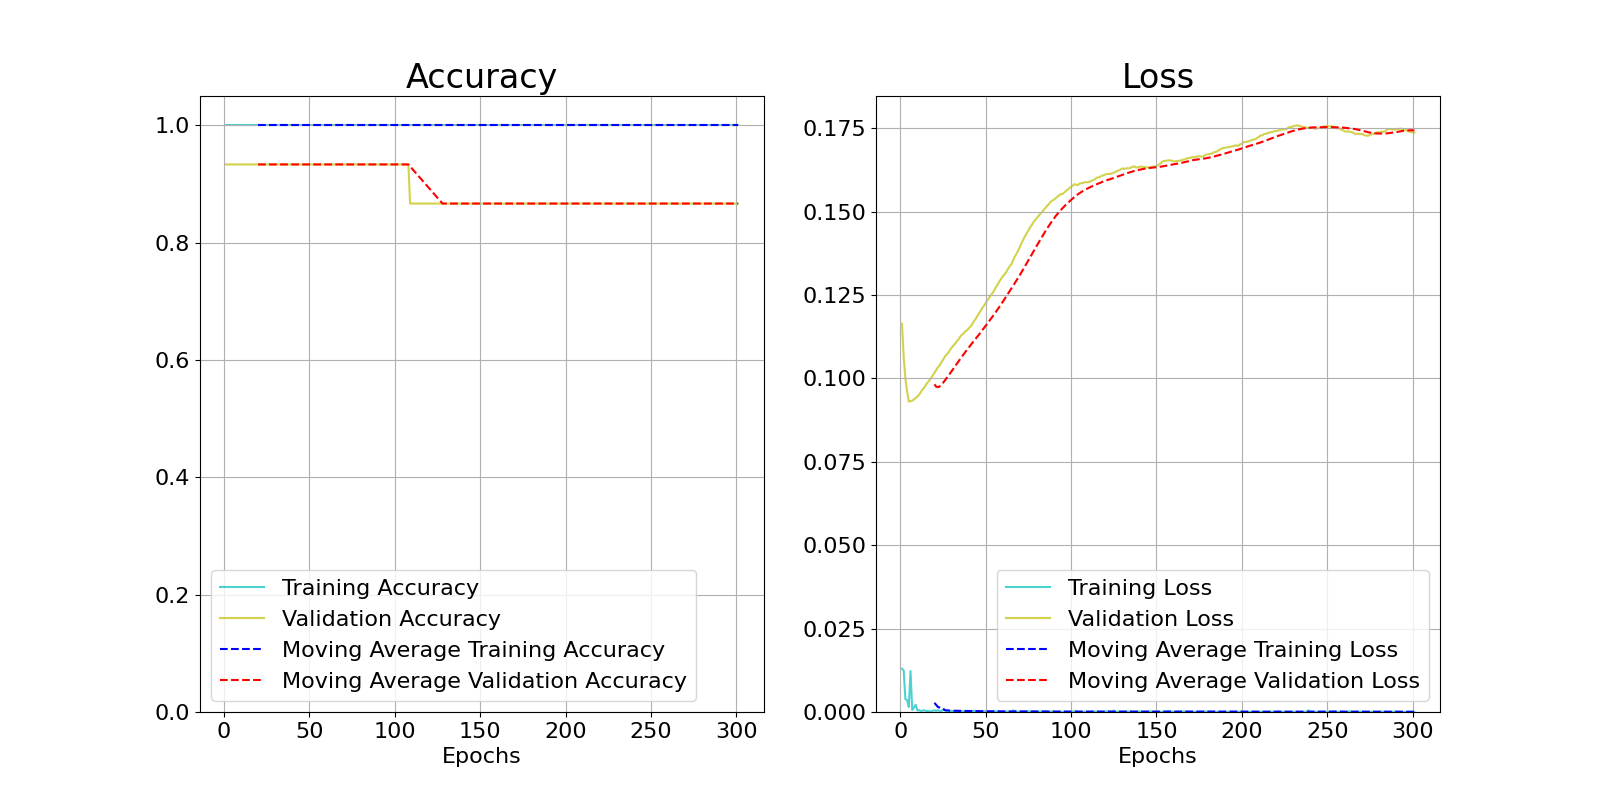 Accuracy
1.0
0.8
0.6
0.4
0.2
0.0
Training Accuracy
Validation Accuracy
Moving Average Training Accuracy
Moving Average Validation Accuracy
0 50 100 150 200 250 300
Epochs
Loss
0.175
0.150
0.125
0.100
0.075
0.050
0.025
0.000
Training Loss
Validation Loss
Moving Average Training Loss
Moving Average Validation Loss
0 50 100 150 200 250 300
Epochs